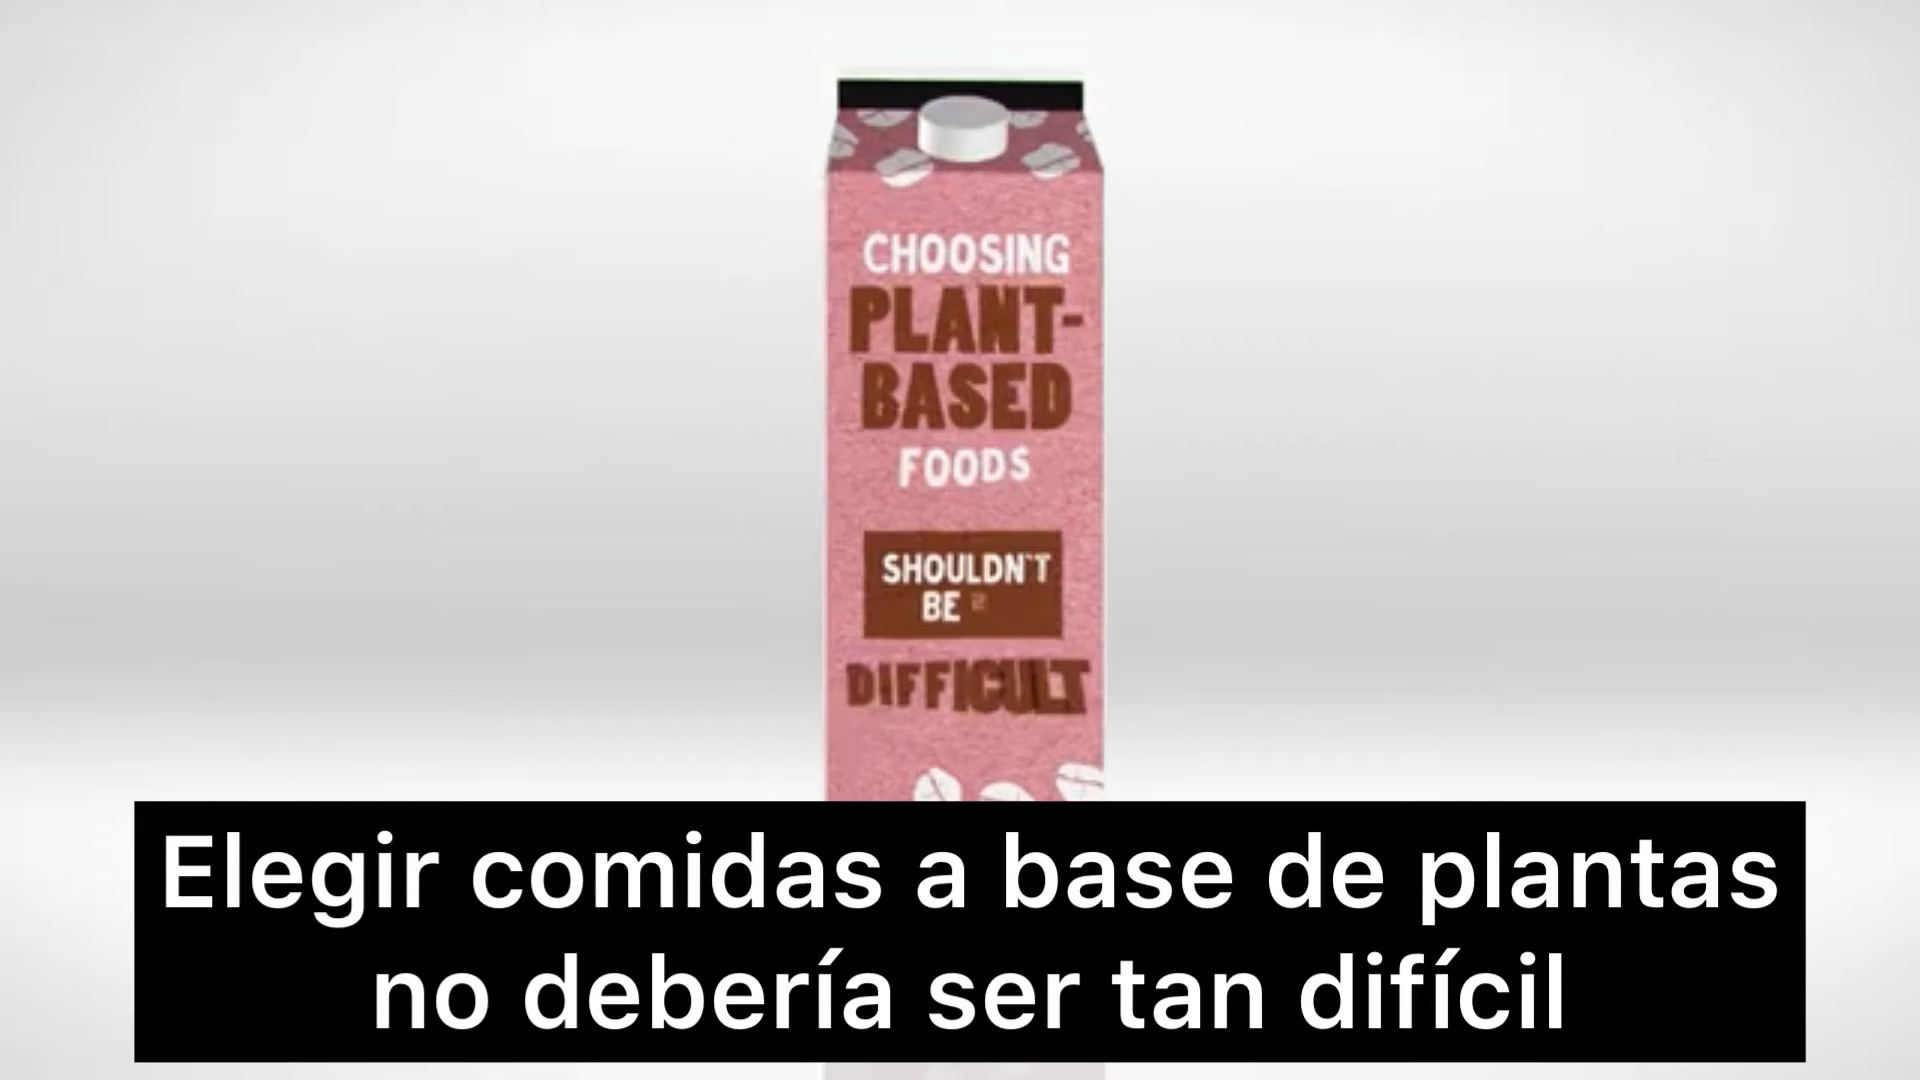 CHOOSING
PLANT-
BASED
FOODS
SHOULDN'T
BE
DIFFICULT
Elegir comidas a base de plantas
no debería ser tan difícil